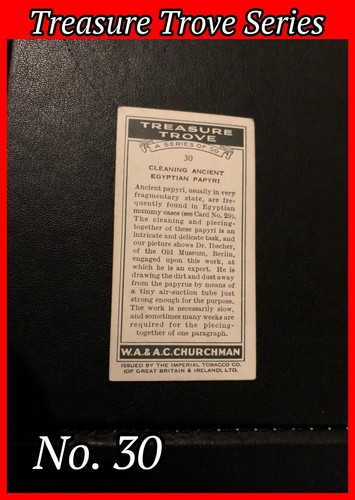 Treasure Trove Series
TREASURE
TROVE
A SERIES OF 50
30
CLEANING ANCIENT
EGYPTIAN PAPYRI
Ancient papyri, usually in very
fragmentary state, are fre-
quently found in Egyptian
mummy cases (see Card No. 29).
The cleaning and piecing-
together of these papyri is an
intricate and delicate task, and
our picture shows Dr. Ibscher,
of the Old Museum, Berlin,
engaged upon this work, at
which he is an expert. He is
drawing the dirt and dust away
from the papyrus by means of
a tiny air-suction tube just
strong enough for the purpose.
The work is necessarily slow,
and sometimes many weeks are
required for the piecing-
together of one paragraph.
W.A. & A.C. CHURCHMAN
ISSUED BY THE IMPERIAL TOBACCO CO.
(OF GREAT BRITAIN & IRELAND), LTD.
No. 30